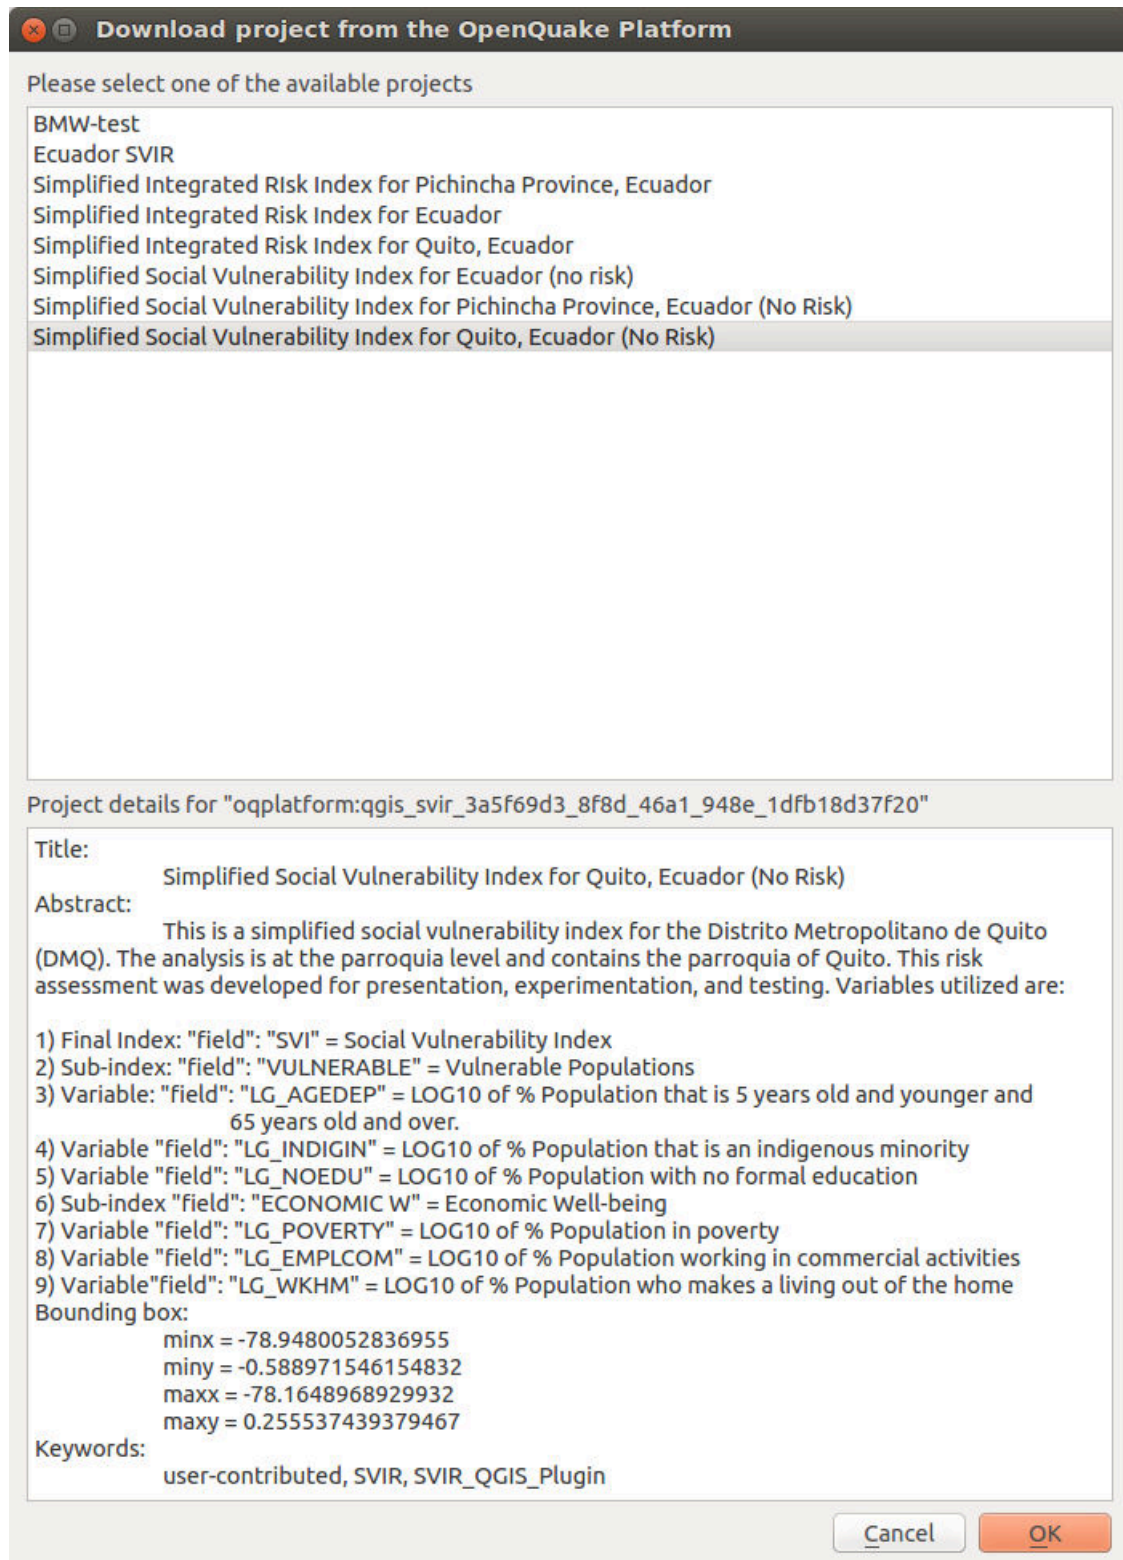 Download project from the OpenQuake Platform
Please select one of the available projects
BMW-test
Ecuador SVIR
Simplified Integrated RIsk Index for Pichincha Province, Ecuador
Simplified Integrated Risk Index for Ecuador
Simplified Integrated Risk Index for Quito, Ecuador
Simplified Social Vulnerability Index for Ecuador (no risk)
Simplified Social Vulnerability Index for Pichincha Province, Ecuador (No Risk)
Simplified Social Vulnerability Index for Quito, Ecuador (No Risk)
Project details for "oqplatform:qgis_svir_3a5f69d3_8f8d_46a1_948e_1dfb18d37f20"
Title:
Simplified Social Vulnerability Index for Quito, Ecuador (No Risk)
Abstract:
This is a simplified social vulnerability index for the Distrito Metropolitano de Quito
(DMQ). The analysis is at the parroquia level and contains the parroquia of Quito. This risk
assessment was developed for presentation, experimentation, and testing. Variables utilized are:
1) Final Index: "field": "SVI" = Social Vulnerability Index
2) Sub-index: "field": "VULNERABLE" = Vulnerable Populations
3) Variable: "field": "LG_AGEDEP" = LOG10 of % Population that is 5 years old and younger and
65 years old and over.
4) Variable "field": "LG_INDIGIN" = LOG10 of % Population that is an indigenous minority
5) Variable "field": "LG_NOEDU" = LOG10 of % Population with no formal education
6) Sub-index "field": "ECONOMIC W" = Economic Well-being
7) Variable "field": "LG_POVERTY" = LOG10 of % Population in poverty
8) Variable "field": "LG_EMPLCOM" = LOG10 of % Population working in commercial activities
9) Variable"field": "LG_WKHM" = LOG10 of % Population who makes a living out of the home
Bounding box:
minx = -78.9480052836955
miny = -0.588971546154832
maxx = -78.1648968929932
maxy = 0.255537439379467
Keywords:
user-contributed, SVIR, SVIR_QGIS_Plugin
Cancel OK